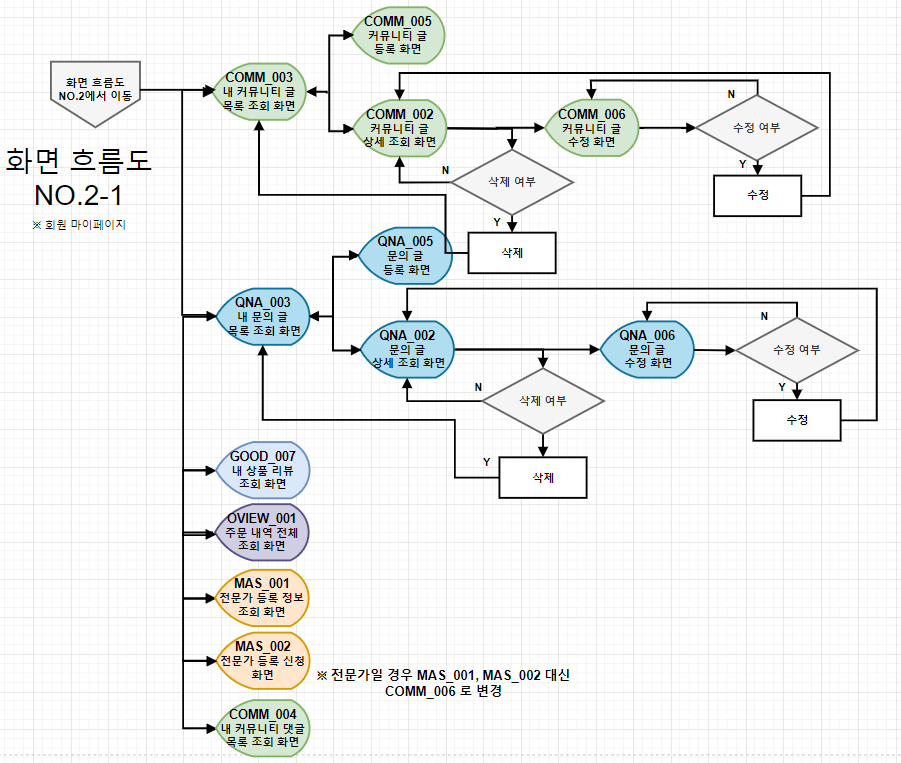 화면 흐름도
NO.2에서 이동
화면 흐름도
NO.2-1
※ 회원 마이페이지
COMM_003
내 커뮤니티 글
목록 조회 화면
COMM_005
커뮤니티 글
등록 화면
COMM_002
커뮤니티 글
상세 조회 화면
COMM_006
커뮤니티 글
수정 화면
N
수정 여부
Y
수정
N
삭제 여부
Y
삭제
QNA_003
내 문의 글
목록 조회 화면
QNA_005
문의 글
등록 화면
QNA_002
문의 글
상세 조회 화면
QNA_006
문의 글
수정 화면
N
수정 여부
Y
수정
N
삭제 여부
Y
삭제
GOOD_007
내 상품 리뷰
조회 화면
OVIEW_001
주문 내역 전체
조회 화면
MAS_001
전문가 등록 정보
조회 화면
MAS_002
전문가 등록 신청
화면
※ 전문가일 경우 MAS_001, MAS_002 대신
COMM_006 로 변경
COMM_004
내 커뮤니티 댓글
목록 조회 화면